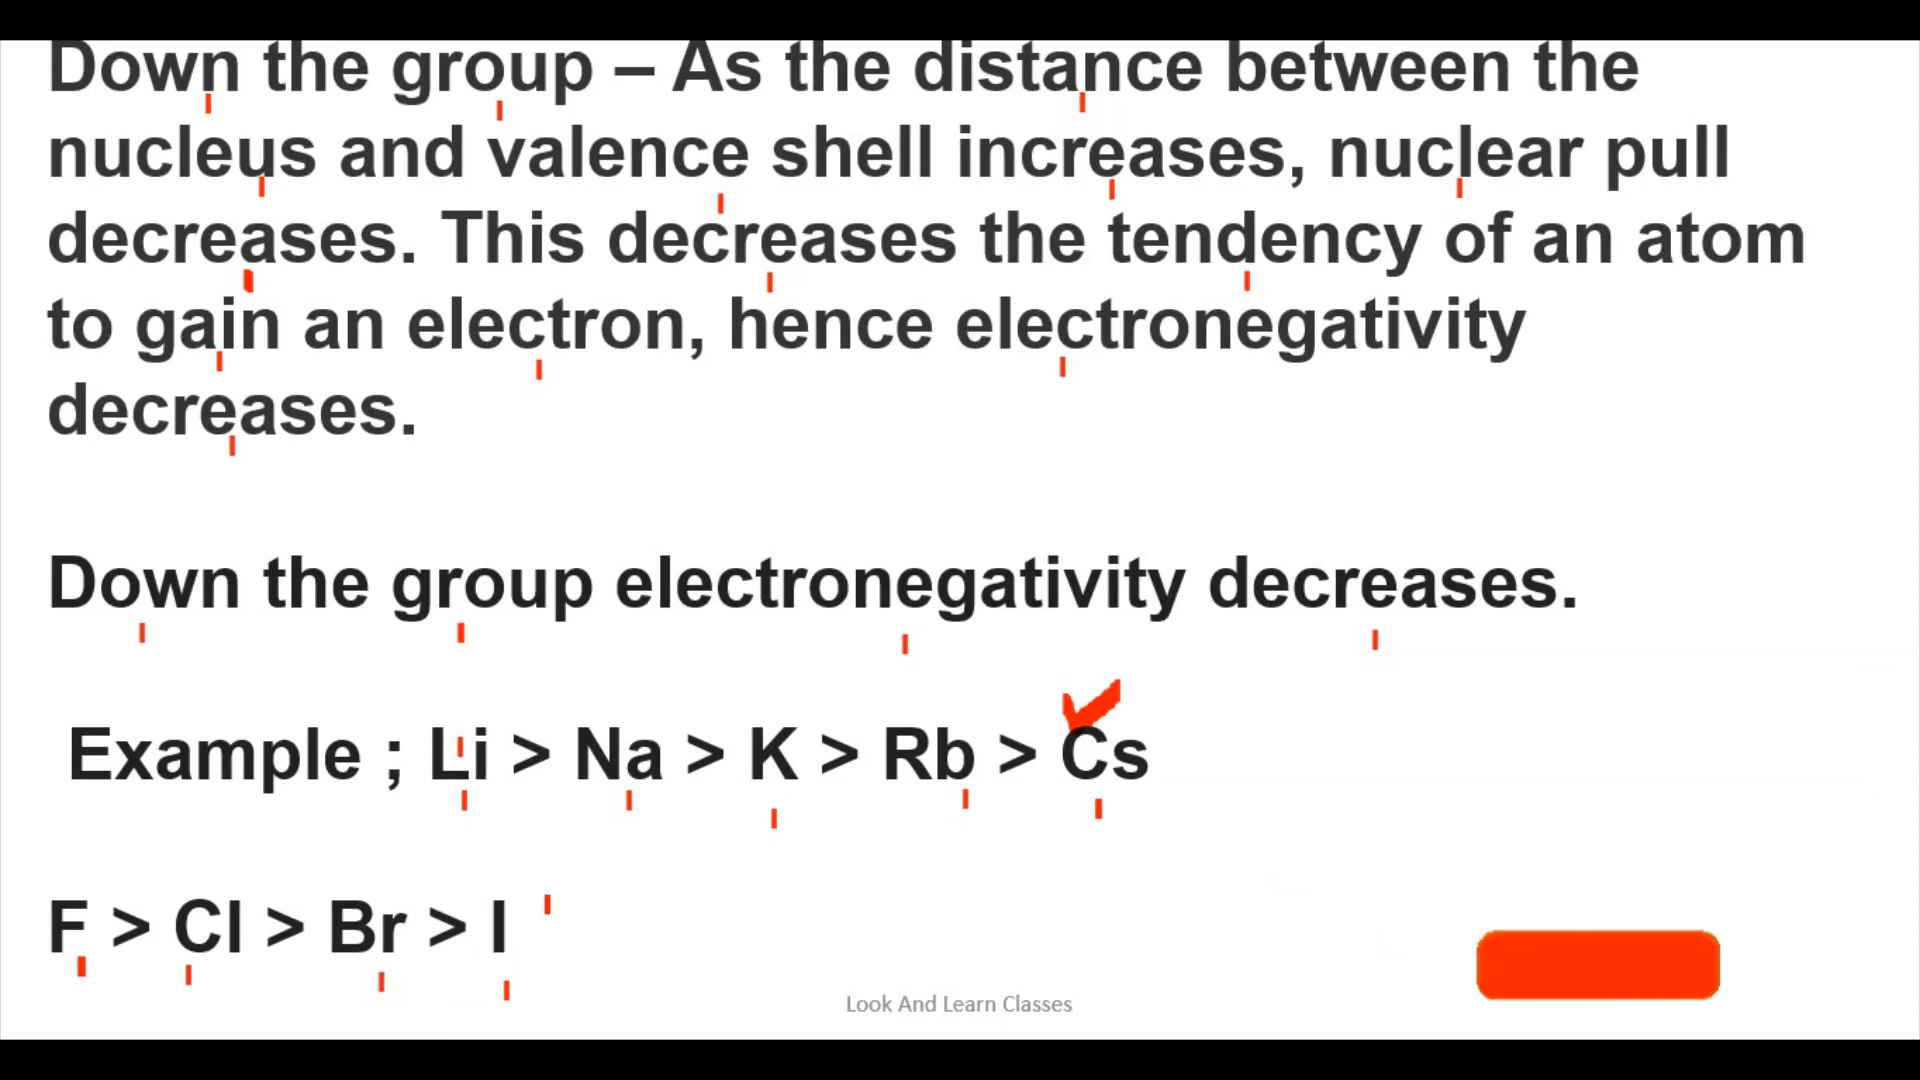 Down the group – As the distance between the
nucleus and valence shell increases, nuclear pull
decreases. This decreases the tendency of an atom
to gain an electron, hence electronegativity
decreases.
Down the group electronegativity decreases.
Example ; Li > Na > K > Rb > Cs
F > Cl > Br > I
Look And Learn Classes